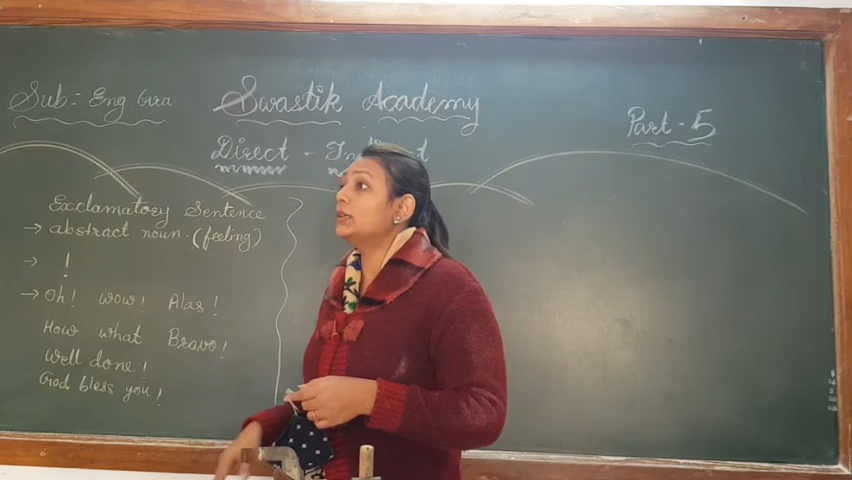 Sub:- Eng. Gra
Swastik Academy
Part-5
Direct - 
Exclamatory Sentence
→ abstract noun. (feeling)
→ !
→ Oh! wow! Alas!
How what Bravo!
Well done!
God bless you!